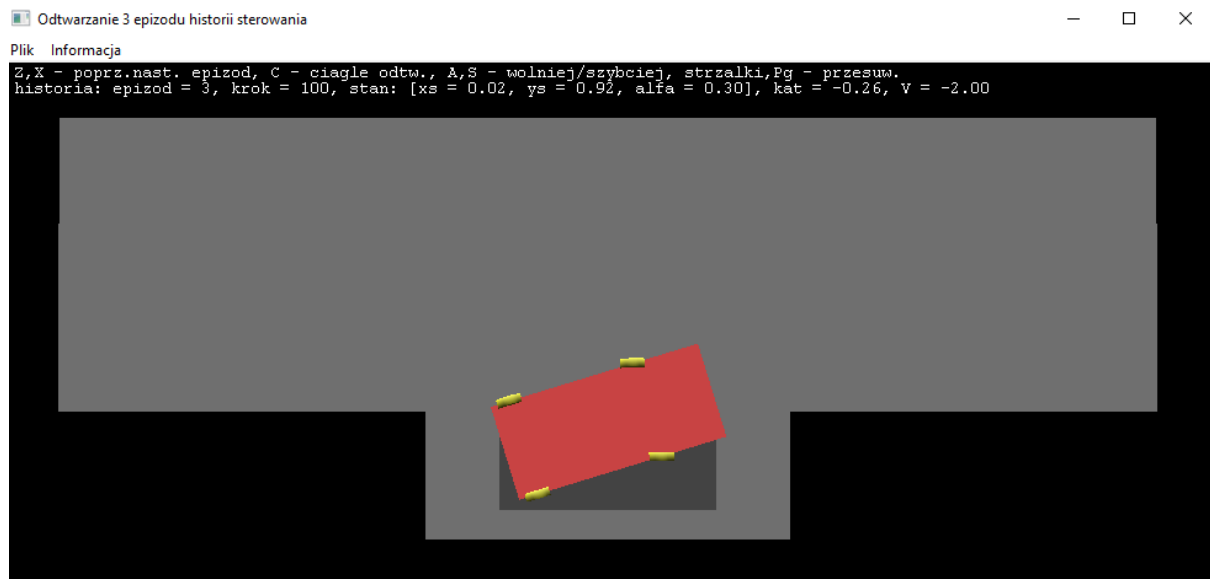 Odtwarzanie 3 epizodu historii sterowania
Plik Informacja
Z,X - poprz.nast. epizod, C - ciagle odtw., A,S - wolniej/szybciej, strzalki,Pg - przesuw.
historia: epizod = 3, krok = 100, stan: [xs = 0.02, ys = 0.92, alfa = 0.30], kat = -0.26, V = -2.00